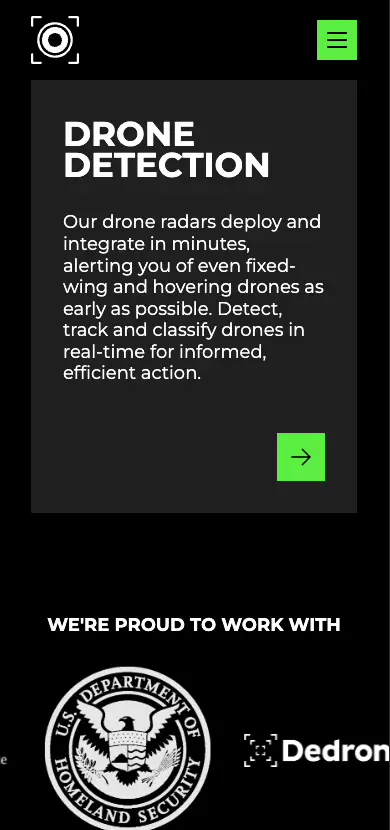 DRONE
DETECTION
Our drone radars deploy and
integrate in minutes,
alerting you of even fixed-
wing and hovering drones as
early as possible. Detect,
track and classify drones in
real-time for informed,
efficient action.
WE'RE PROUD TO WORK WITH
U.S. DEPARTMENT OF
HOMELAND SECURITY
Dedron